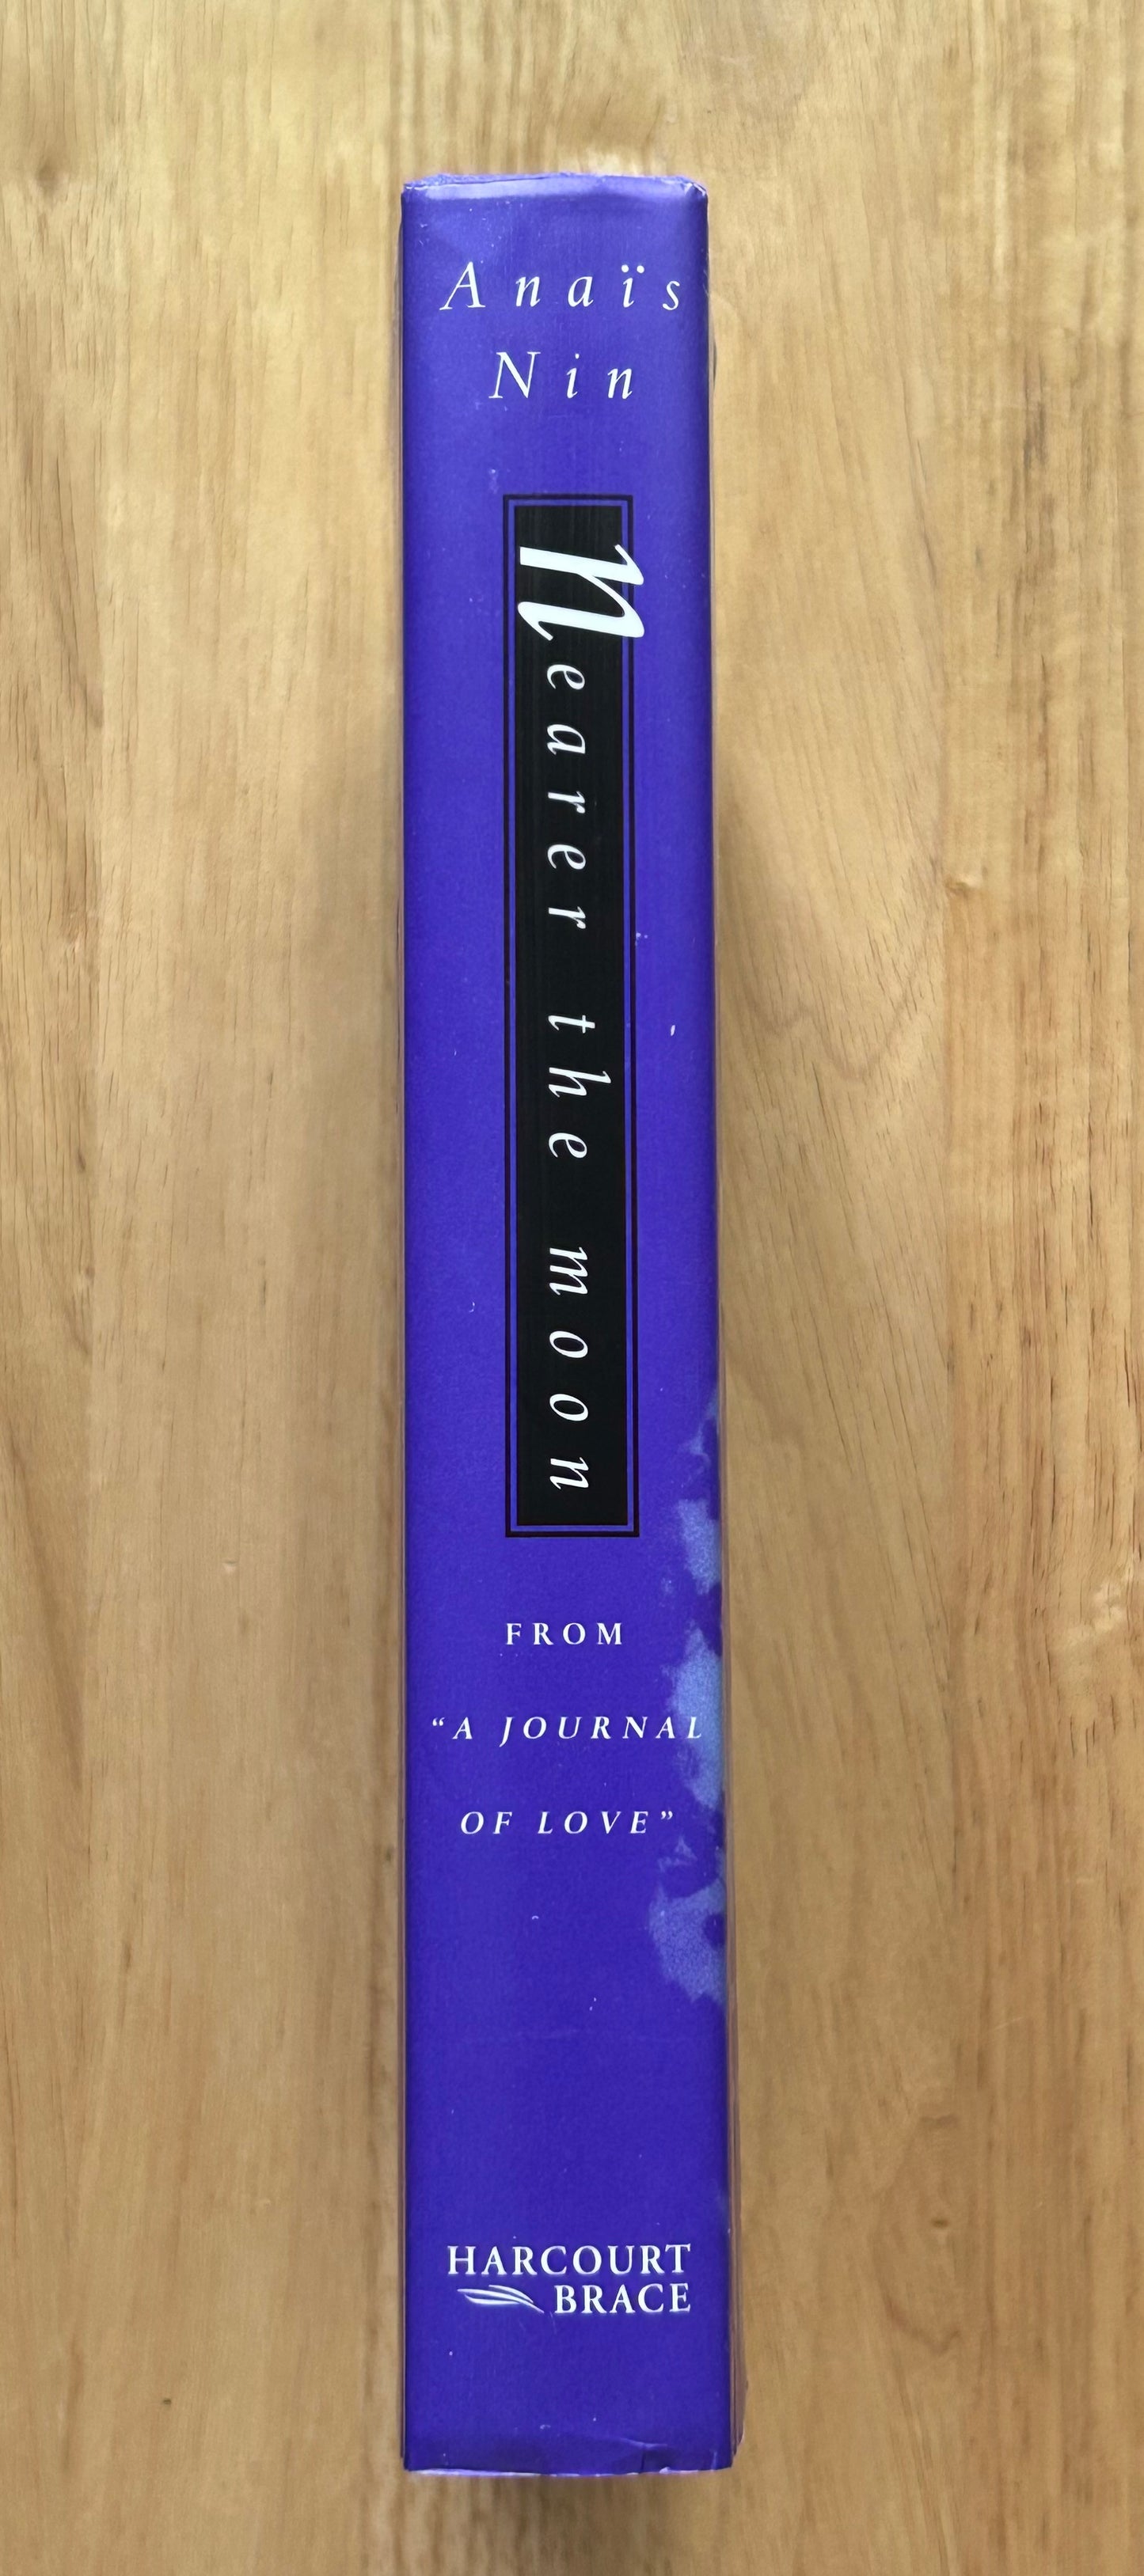 Anaïs
Nin
Nearer the moon
FROM
“A JOURNAL
OF LOVE”
HARCOURT
BRACE